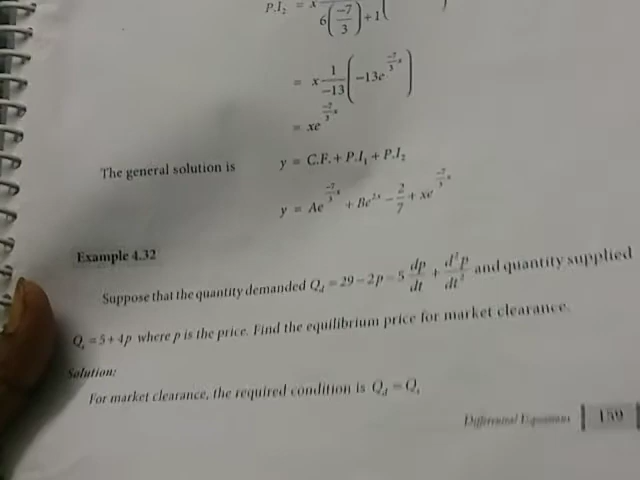 P.I₂ = x 6(-7/3)+1
= x 1/-13 (-13e^(-7/3 x))
= xe^(-7/3 x)
The general solution is y = C.F.+ P.I₁ + P.I₂
y = Ae^(-7/3 x) + Be^(2x) - 2/7 + xe^(-7/3 x)
Example 4.32
Suppose that the quantity demanded Q_d = 29-2p-5 dp/dt + d²p/dt² and quantity supplied
Q_s = 5+4p where p is the price. Find the equilibrium price for market clearance.
Solution:
For market clearance, the required condition is Q_d = Q_s
Differential Equations 159